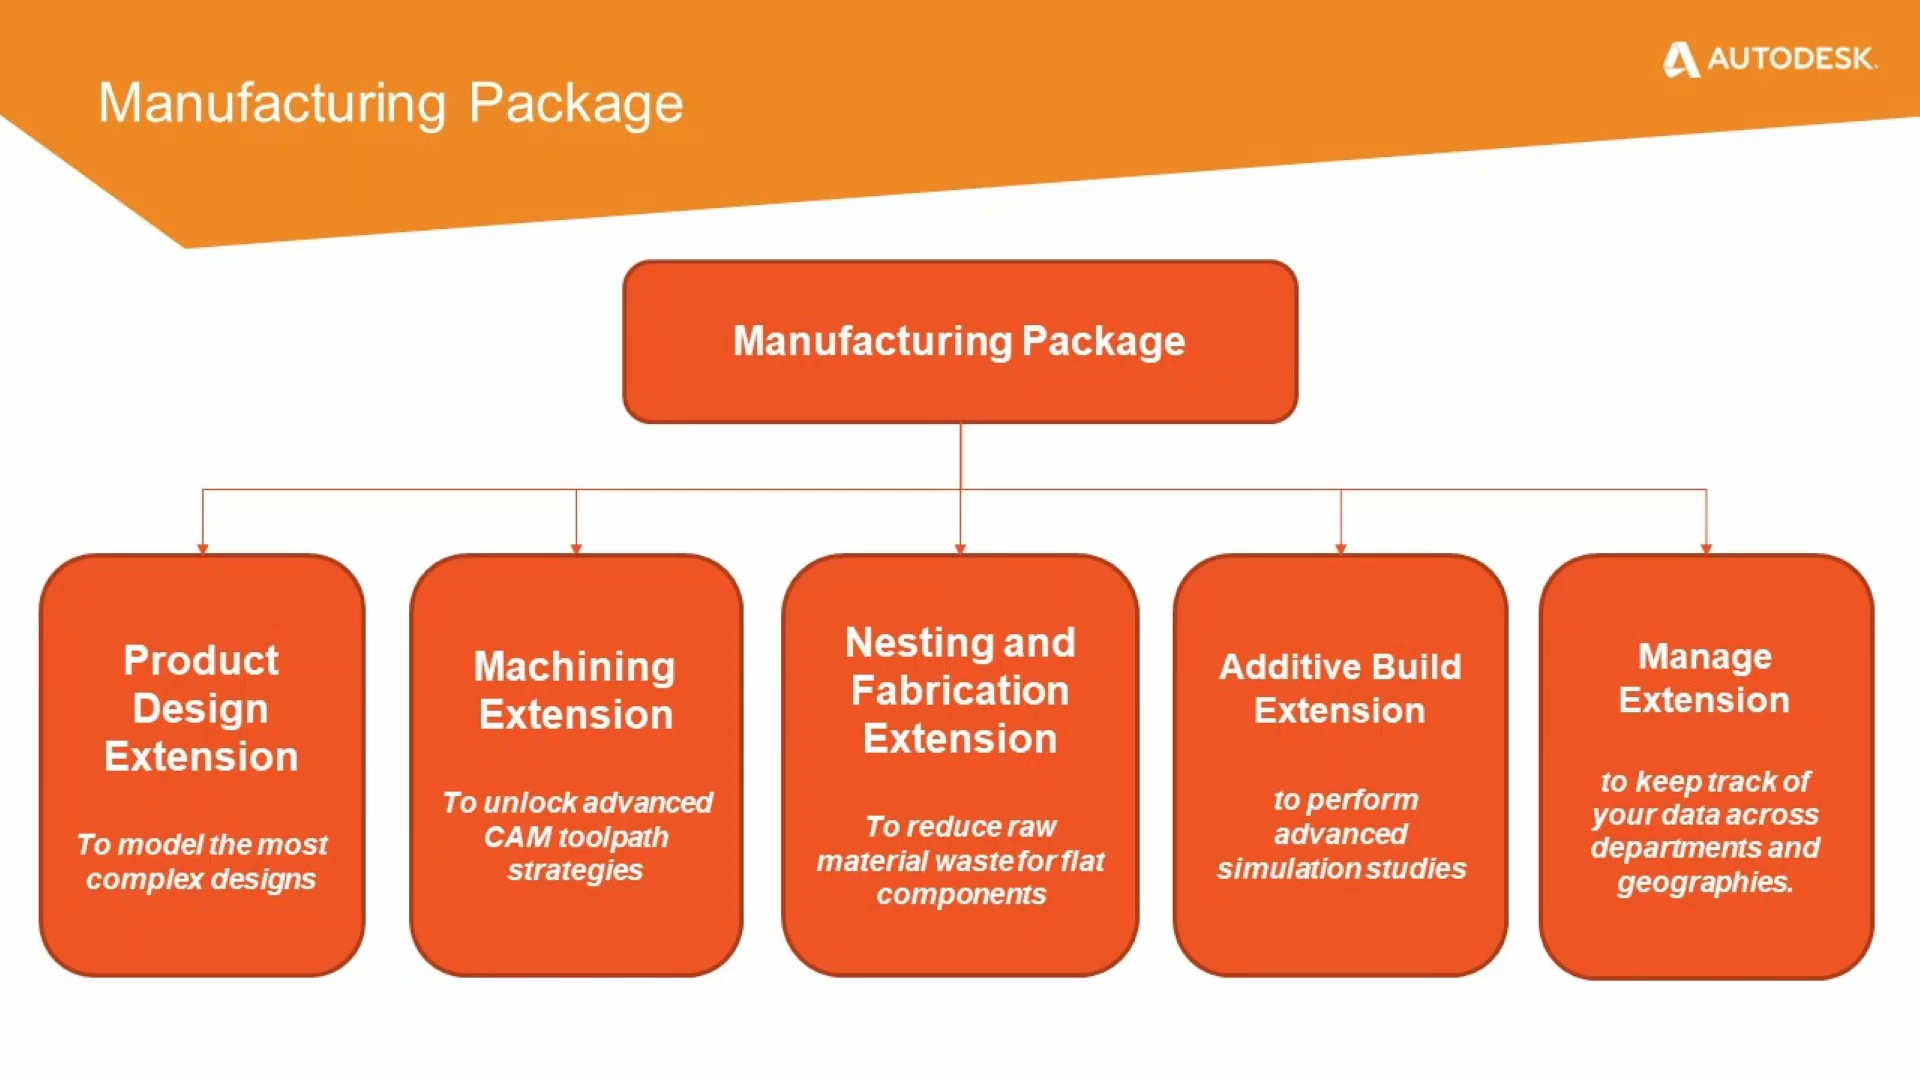 Manufacturing Package
AUTODESK.
Manufacturing Package
Product
Design
Extension
To model the most
complex designs
Machining
Extension
To unlock advanced
CAM toolpath
strategies
Nesting and
Fabrication
Extension
To reduce raw
material waste for flat
components
Additive Build
Extension
to perform
advanced
simulation studies
Manage
Extension
to keep track of
your data across
departments and
geographies.